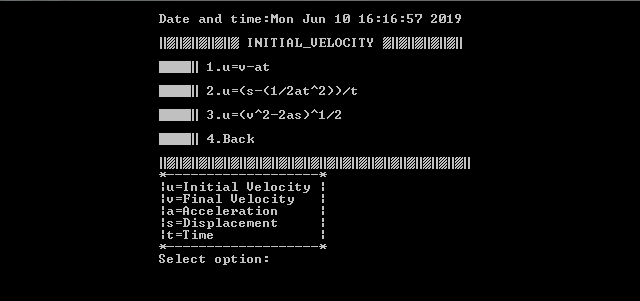 Date and time:Mon Jun 10 16:16:57 2019
INITIAL_VELOCITY
1.u=v-at
2.u=(s-(1/2at^2))/t
3.u=(v^2-2as)^1/2
4.Back
*-------------------*
¦u=Initial Velocity ¦
¦v=Final Velocity   ¦
¦a=Acceleration     ¦
¦s=Displacement     ¦
¦t=Time             ¦
*-------------------*
Select option: